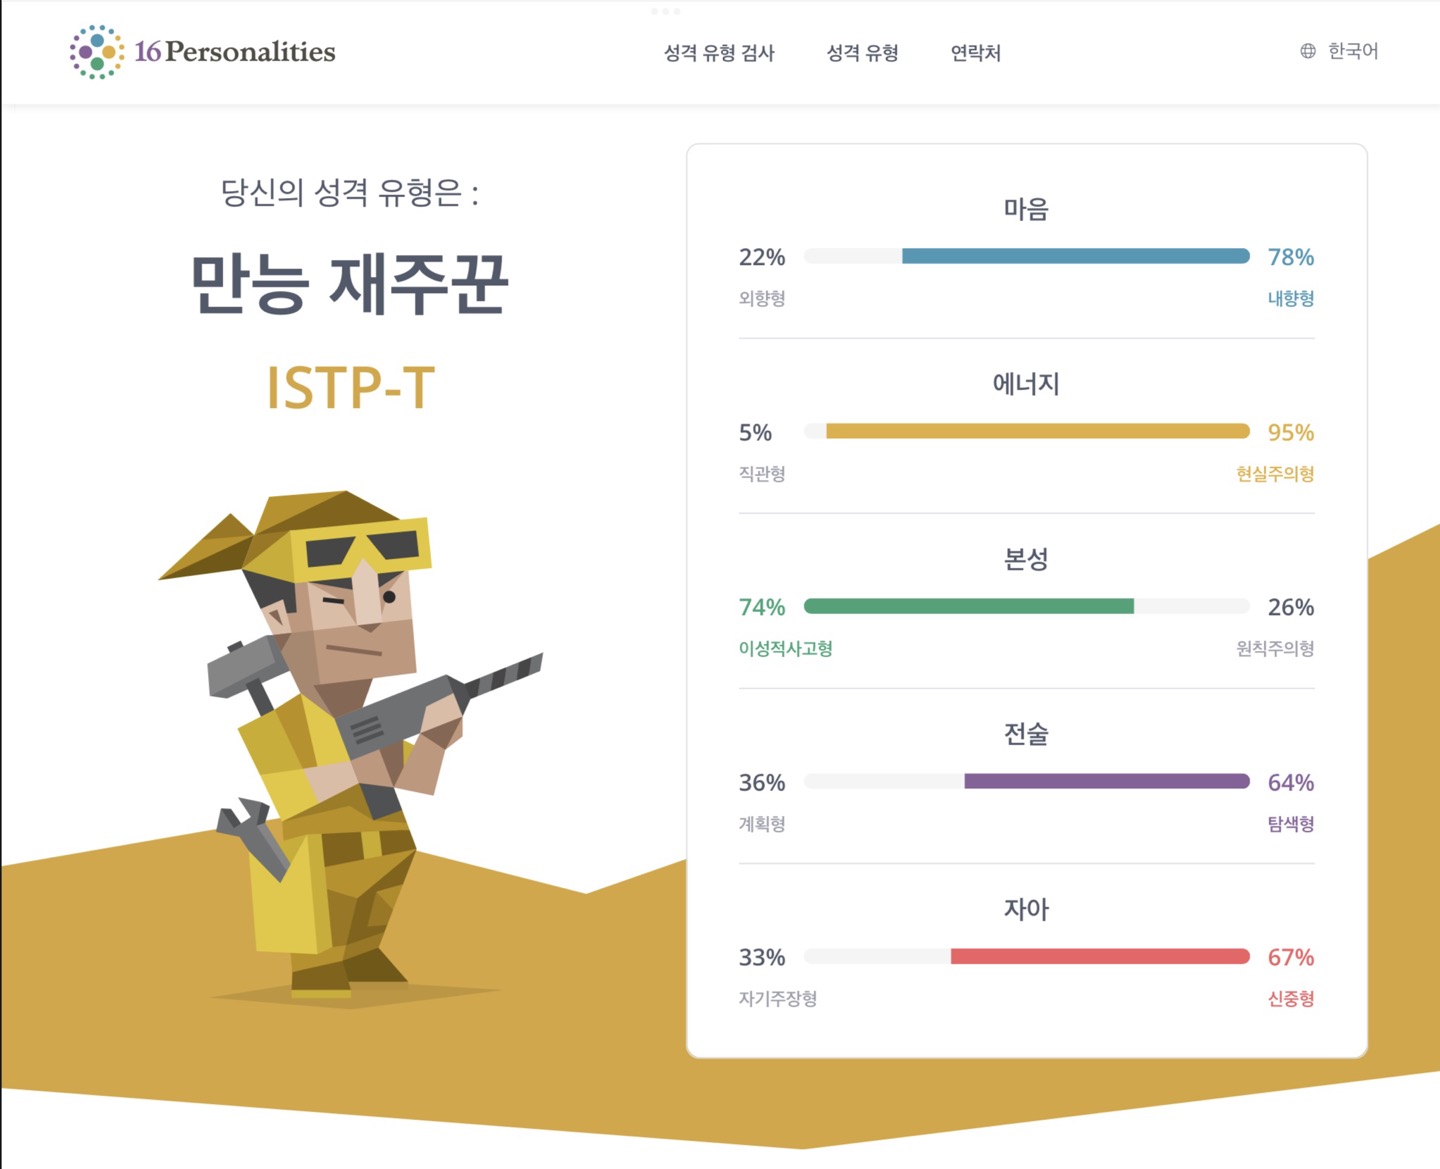 16Personalities
성격 유형 검사
성격 유형
연락처
한국어
당신의 성격 유형은 :
만능 재주꾼
ISTP-T
마음
22% 78%
외향형 내향형
에너지
5% 95%
직관형 현실주의형
본성
74% 26%
이성적사고형 원칙주의형
전술
36% 64%
계획형 탐색형
자아
33% 67%
자기주장형 신중형